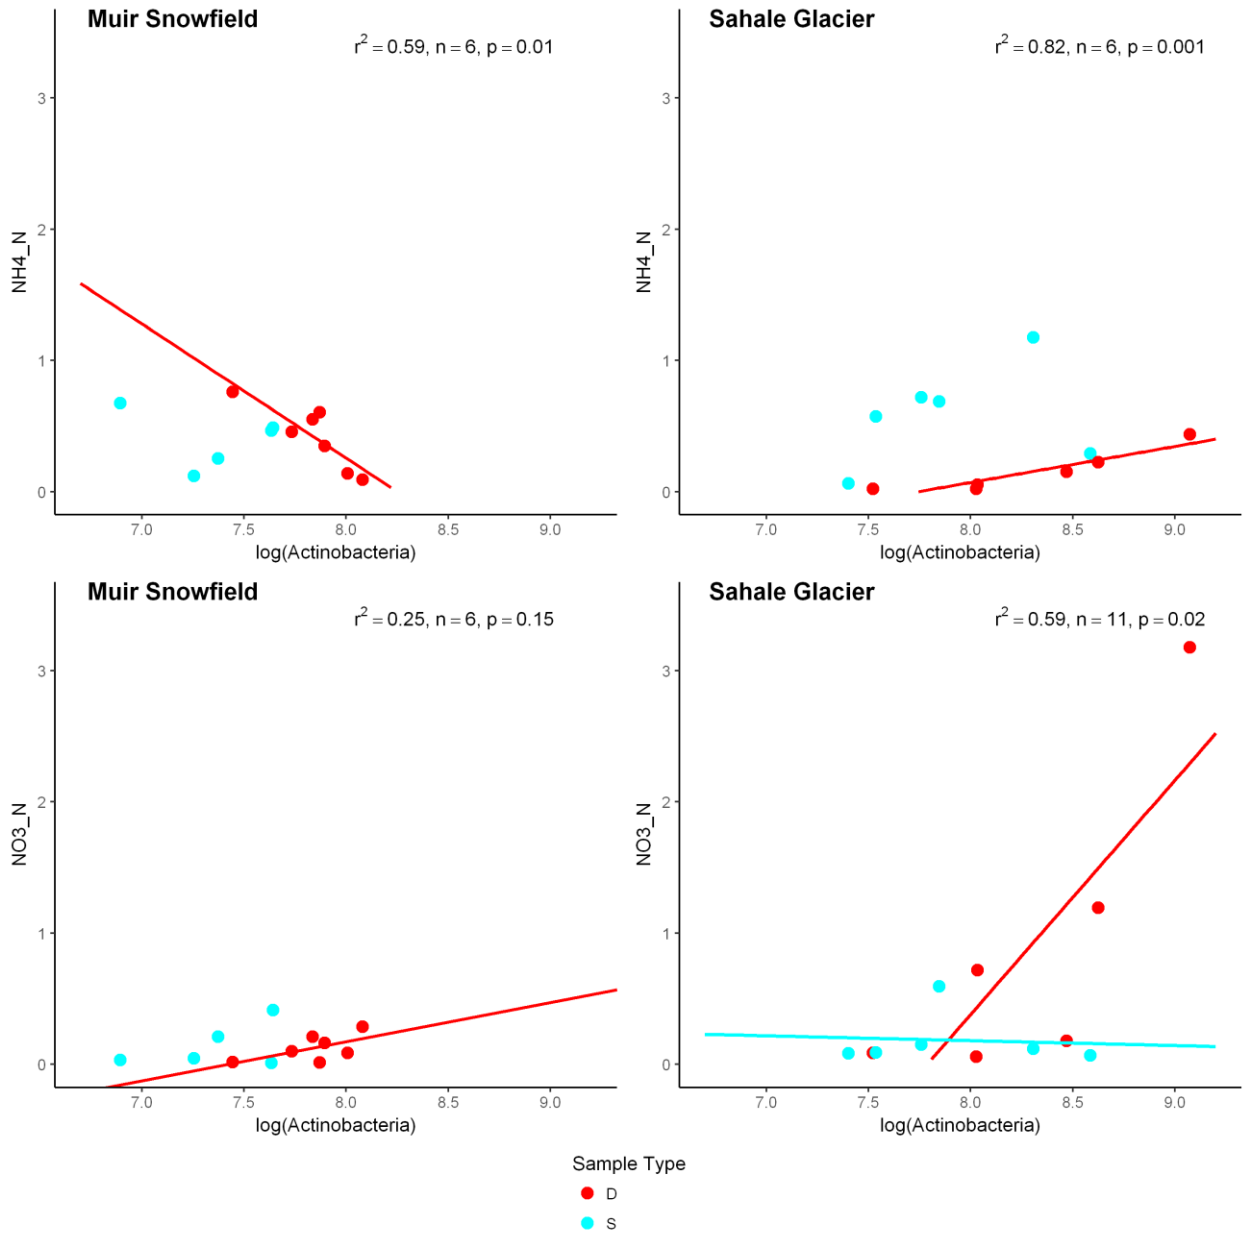 Muir Snowfield
r² = 0.59, n = 6, p = 0.01
3
2
1
0
NH4_N
7.0 7.5 8.0 8.5 9.0
log(Actinobacteria)
Sahale Glacier
r² = 0.82, n = 6, p = 0.001
3
2
1
0
NH4_N
7.0 7.5 8.0 8.5 9.0
log(Actinobacteria)
Muir Snowfield
r² = 0.25, n = 6, p = 0.15
3
2
1
0
NO3_N
7.0 7.5 8.0 8.5 9.0
log(Actinobacteria)
Sahale Glacier
r² = 0.59, n = 11, p = 0.02
3
2
1
0
NO3_N
7.0 7.5 8.0 8.5 9.0
log(Actinobacteria)
Sample Type
D
S